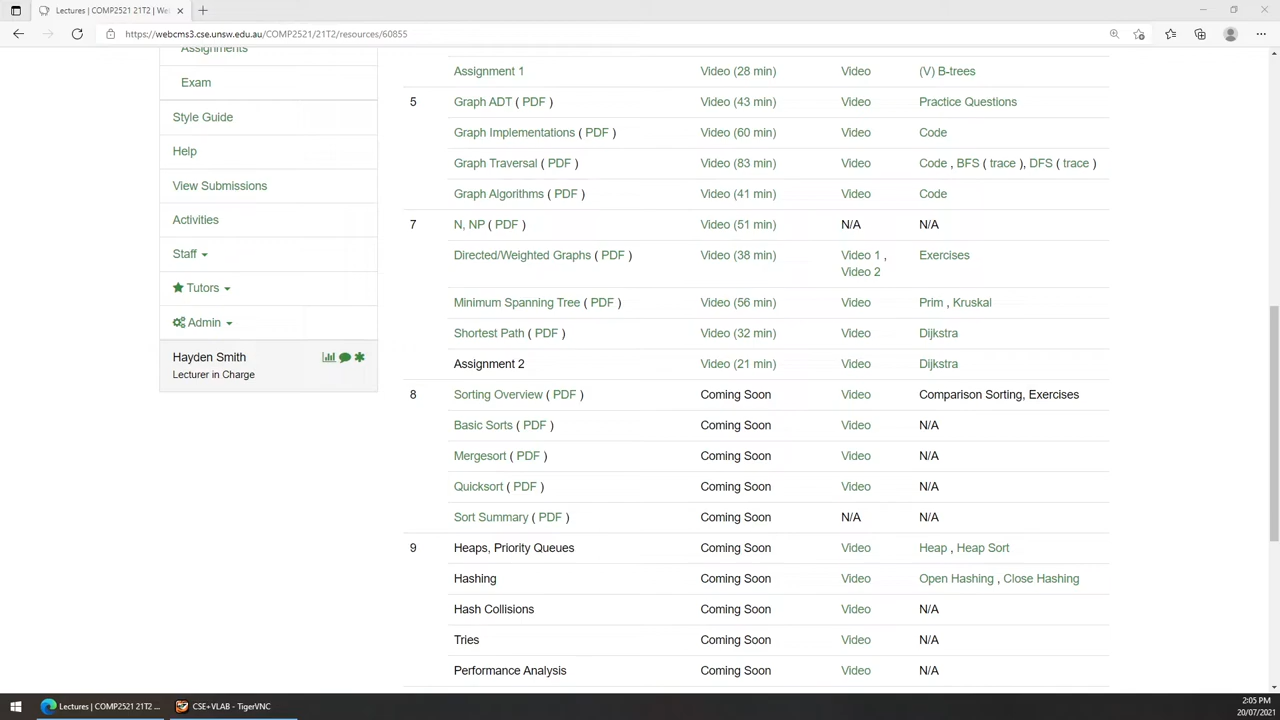 Lectures | COMP2521 21T2 | We
https://webcms3.cse.unsw.edu.au/COMP2521/21T2/resources/60855
Assignments
Exam
Style Guide
Help
View Submissions
Activities
Staff
Tutors
Admin
Hayden Smith
Lecturer in Charge
Assignment 1 Video (28 min) Video (V) B-trees
5 Graph ADT ( PDF ) Video (43 min) Video Practice Questions
Graph Implementations ( PDF ) Video (60 min) Video Code
Graph Traversal ( PDF ) Video (83 min) Video Code , BFS ( trace ), DFS ( trace )
Graph Algorithms ( PDF ) Video (41 min) Video Code
7 N, NP ( PDF ) Video (51 min) N/A N/A
Directed/Weighted Graphs ( PDF ) Video (38 min) Video 1 , Exercises
Video 2
Minimum Spanning Tree ( PDF ) Video (56 min) Video Prim , Kruskal
Shortest Path ( PDF ) Video (32 min) Video Dijkstra
Assignment 2 Video (21 min) Video Dijkstra
8 Sorting Overview ( PDF ) Coming Soon Video Comparison Sorting, Exercises
Basic Sorts ( PDF ) Coming Soon Video N/A
Mergesort ( PDF ) Coming Soon Video N/A
Quicksort ( PDF ) Coming Soon Video N/A
Sort Summary ( PDF ) Coming Soon N/A N/A
9 Heaps, Priority Queues Coming Soon Video Heap , Heap Sort
Hashing Coming Soon Video Open Hashing , Close Hashing
Hash Collisions Coming Soon Video N/A
Tries Coming Soon Video N/A
Performance Analysis Coming Soon Video N/A
Lectures | COMP2521 21T2 ...
CSE+VLAB - TigerVNC
2:05 PM
20/07/2021